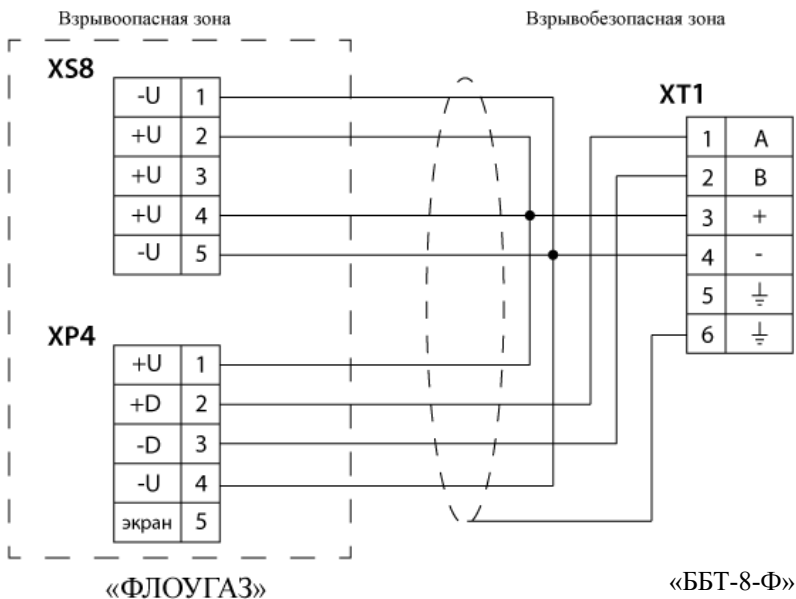 Взрывоопасная зона
Взрывобезопасная зона
XS8
-U 1
+U 2
+U 3
+U 4
-U 5
XP4
+U 1
+D 2
-D 3
-U 4
экран 5
«ФЛОУГАЗ»
XT1
1 A
2 B
3 +
4 -
5
6
«ББТ-8-Ф»